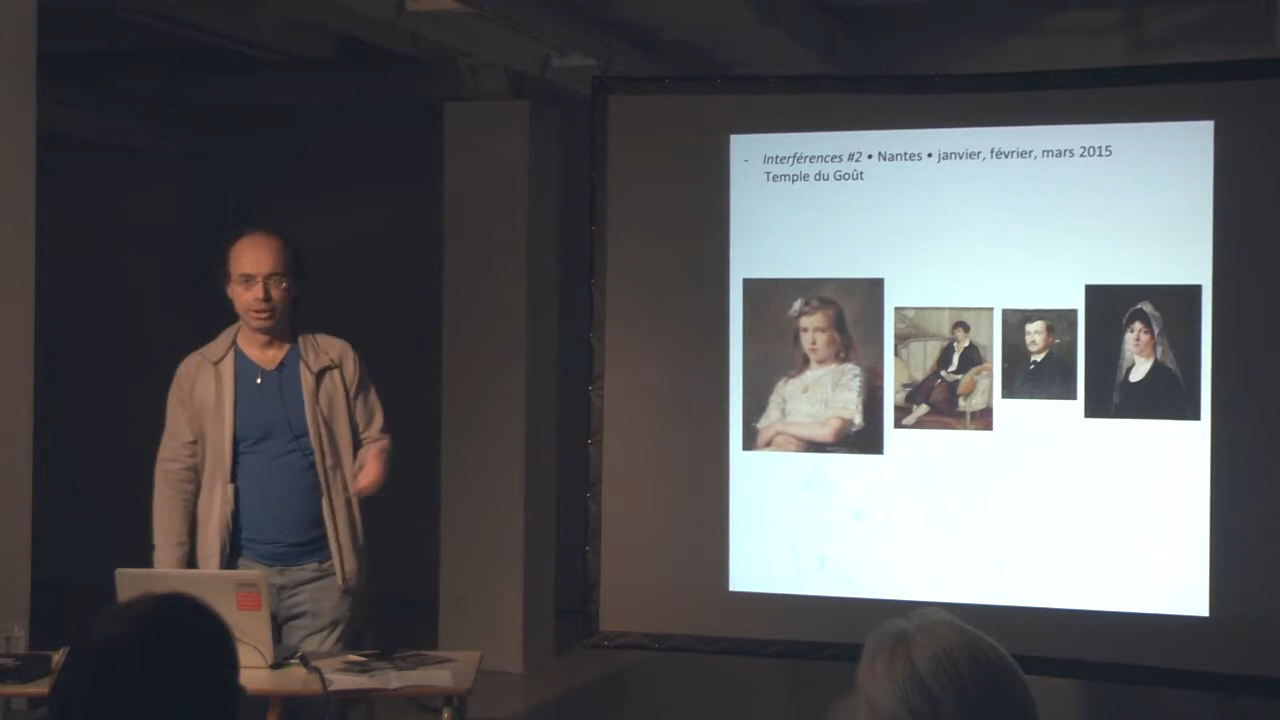 - Interférences #2 • Nantes • janvier, février, mars 2015
Temple du Goût